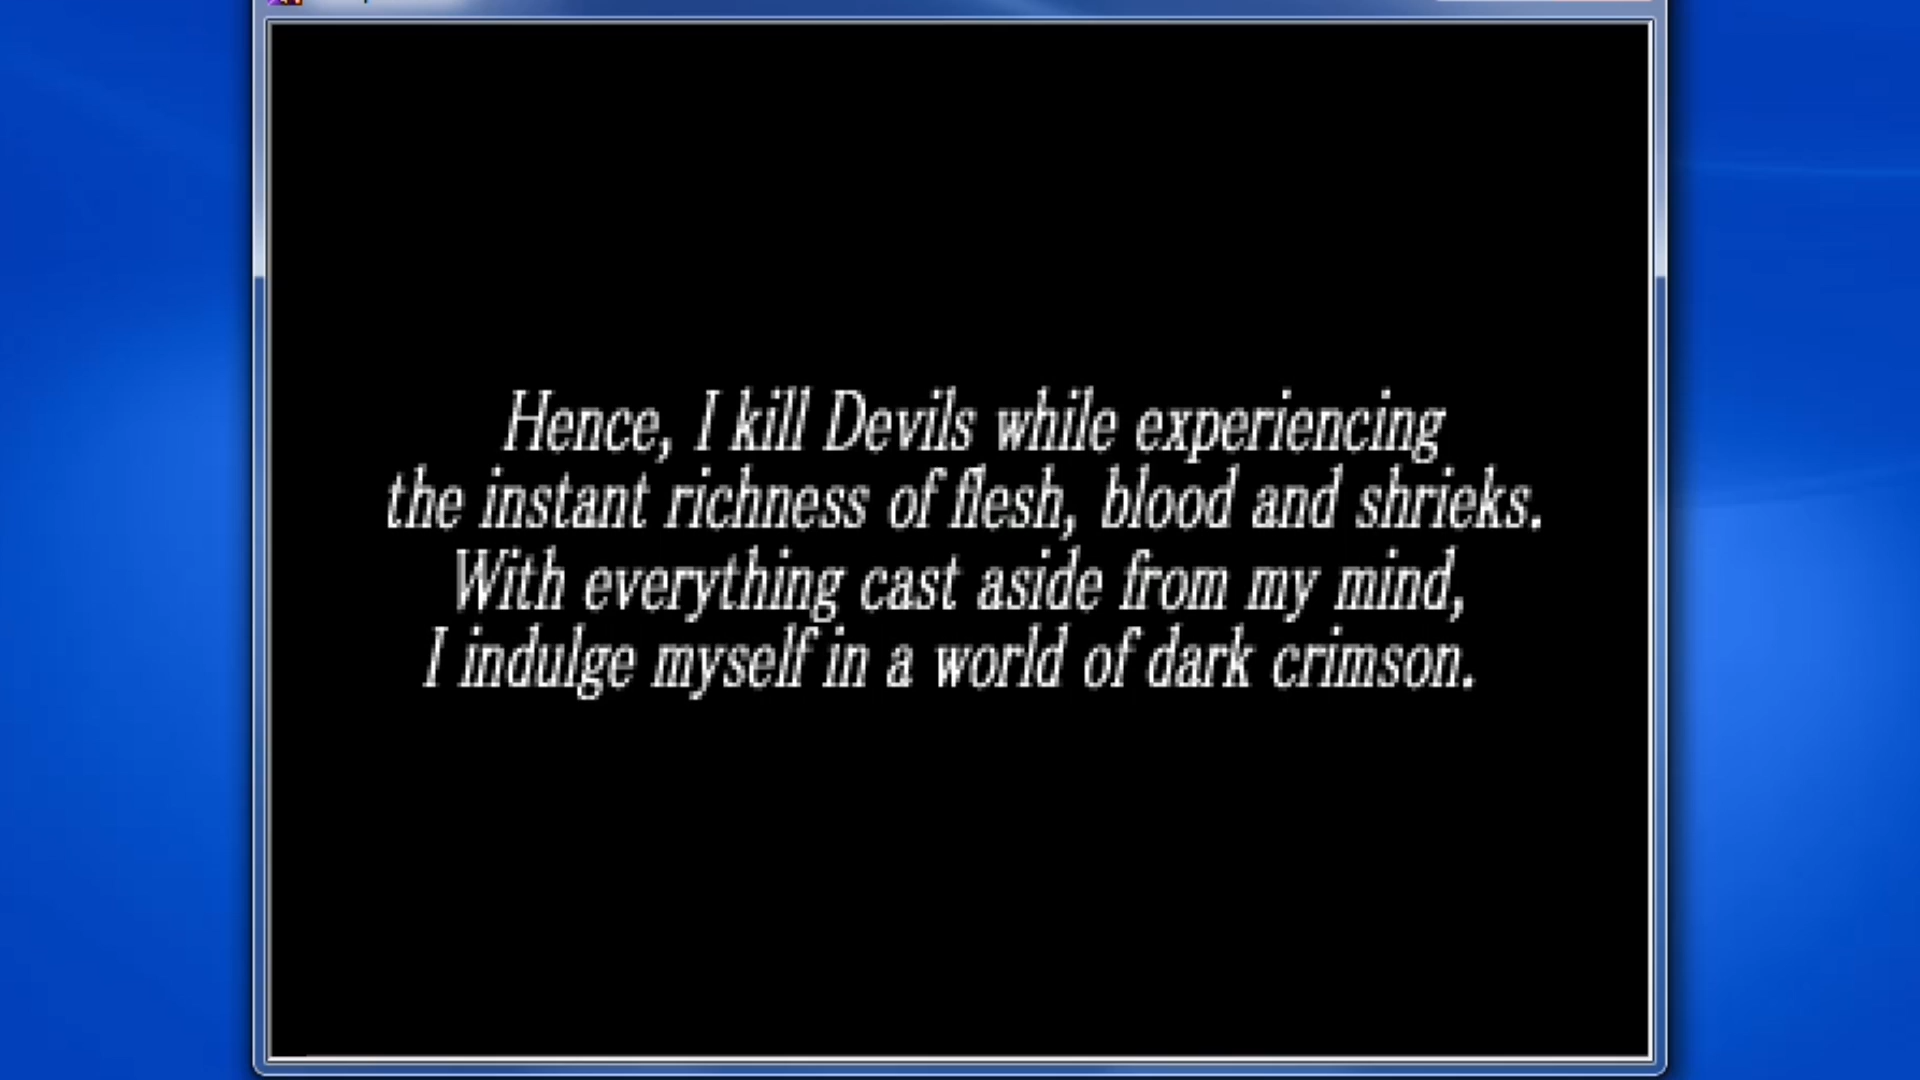 Hence, I kill Devils while experiencing
the instant richness of flesh, blood and shrieks.
With everything cast aside from my mind,
I indulge myself in a world of dark crimson.